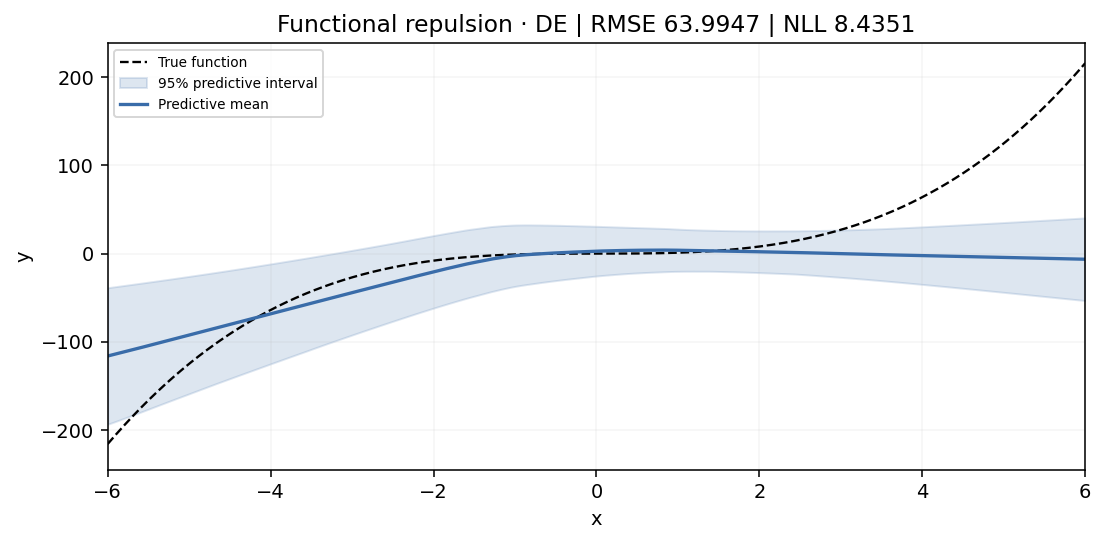 Functional repulsion · DE | RMSE 63.9947 | NLL 8.4351
True function
95% predictive interval
Predictive mean
200
100
0
−100
−200
y
−6 −4 −2 0 2 4 6
x